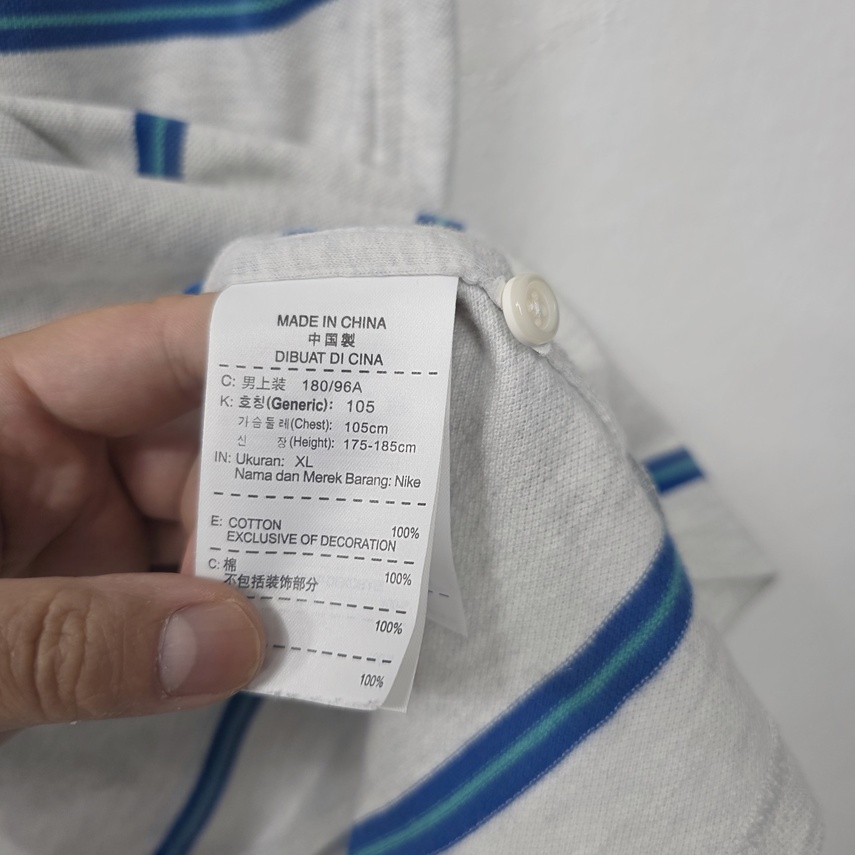 MADE IN CHINA
中国製
DIBUAT DI CINA
C: 男上装 180/96A
K: 호칭(Generic): 105
가슴둘레(Chest): 105cm
신 장(Height): 175-185cm
IN: Ukuran: XL
Nama dan Merek Barang: Nike
E: COTTON 100%
EXCLUSIVE OF DECORATION
C: 棉 100%
不包括装饰部分
100%
100%